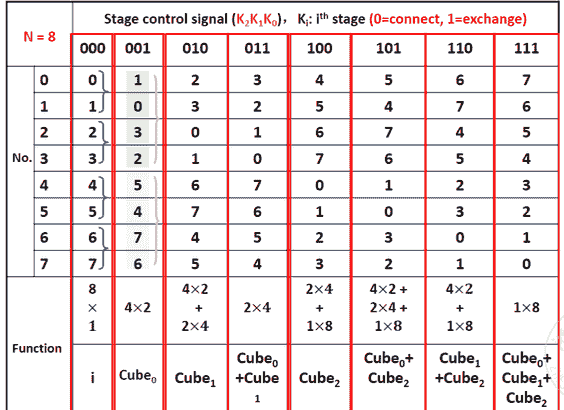 N = 8
Stage control signal (K₂K₁K₀), Kᵢ: iᵗʰ stage (0=connect, 1=exchange)
000 001 010 011 100 101 110 111
No.
0 0 1 2 3 4 5 6 7
1 1 0 3 2 5 4 7 6
2 2 3 0 1 6 7 4 5
3 3 2 1 0 7 6 5 4
4 4 5 6 7 0 1 2 3
5 5 4 7 6 1 0 3 2
6 6 7 4 5 2 3 0 1
7 7 6 5 4 3 2 1 0
Function
8 × 1
4×2
4×2 + 2×4
2×4
2×4 + 1×8
4×2 + 2×4 + 1×8
4×2 + 1×8
1×8
i
Cube₀
Cube₁
Cube₀ +Cube 1
Cube₂
Cube₀+ Cube₂
Cube₁ +Cube₂
Cube₀+ Cube₁+ Cube₂